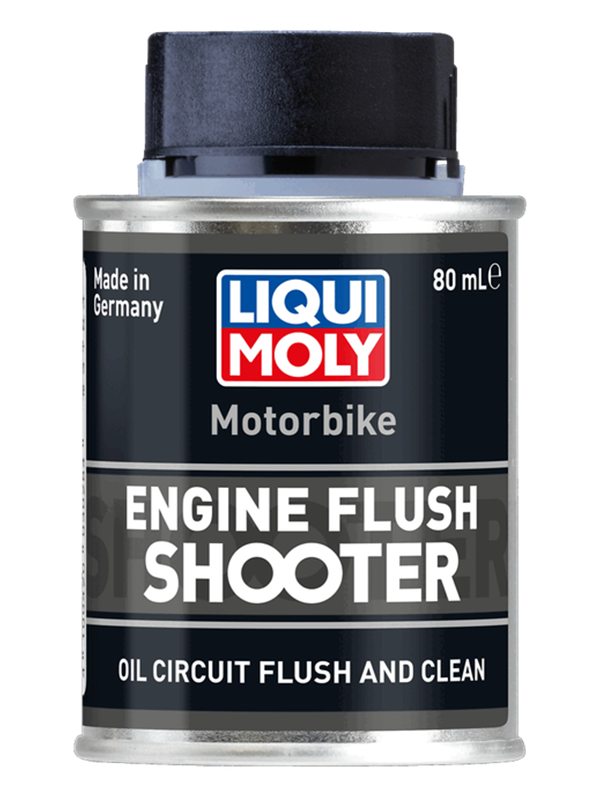 Made in
Germany
80 mL℮
LIQUI
MOLY
Motorbike
ENGINE FLUSH
SHOOTER
OIL CIRCUIT FLUSH AND CLEAN